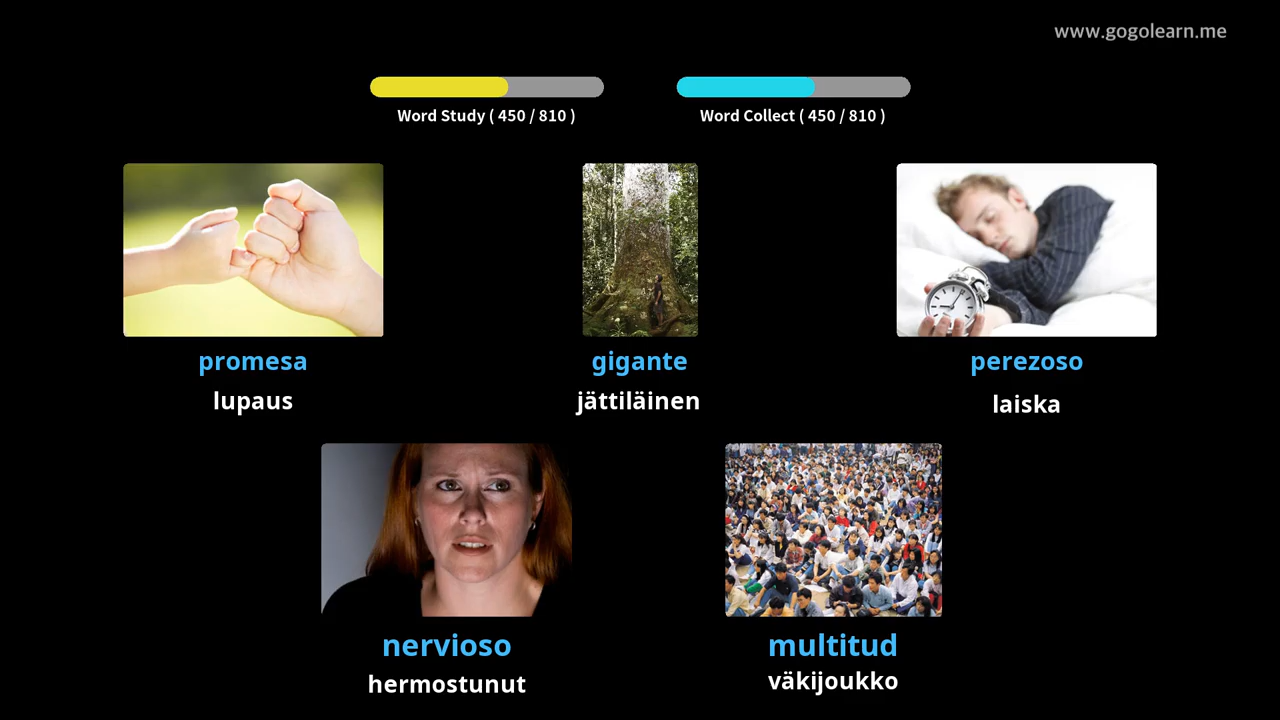 www.gogolearn.me
Word Study ( 450 / 810 )
Word Collect ( 450 / 810 )
promesa
lupaus
gigante
jättiläinen
perezoso
laiska
nervioso
hermostunut
multitud
väkijoukko